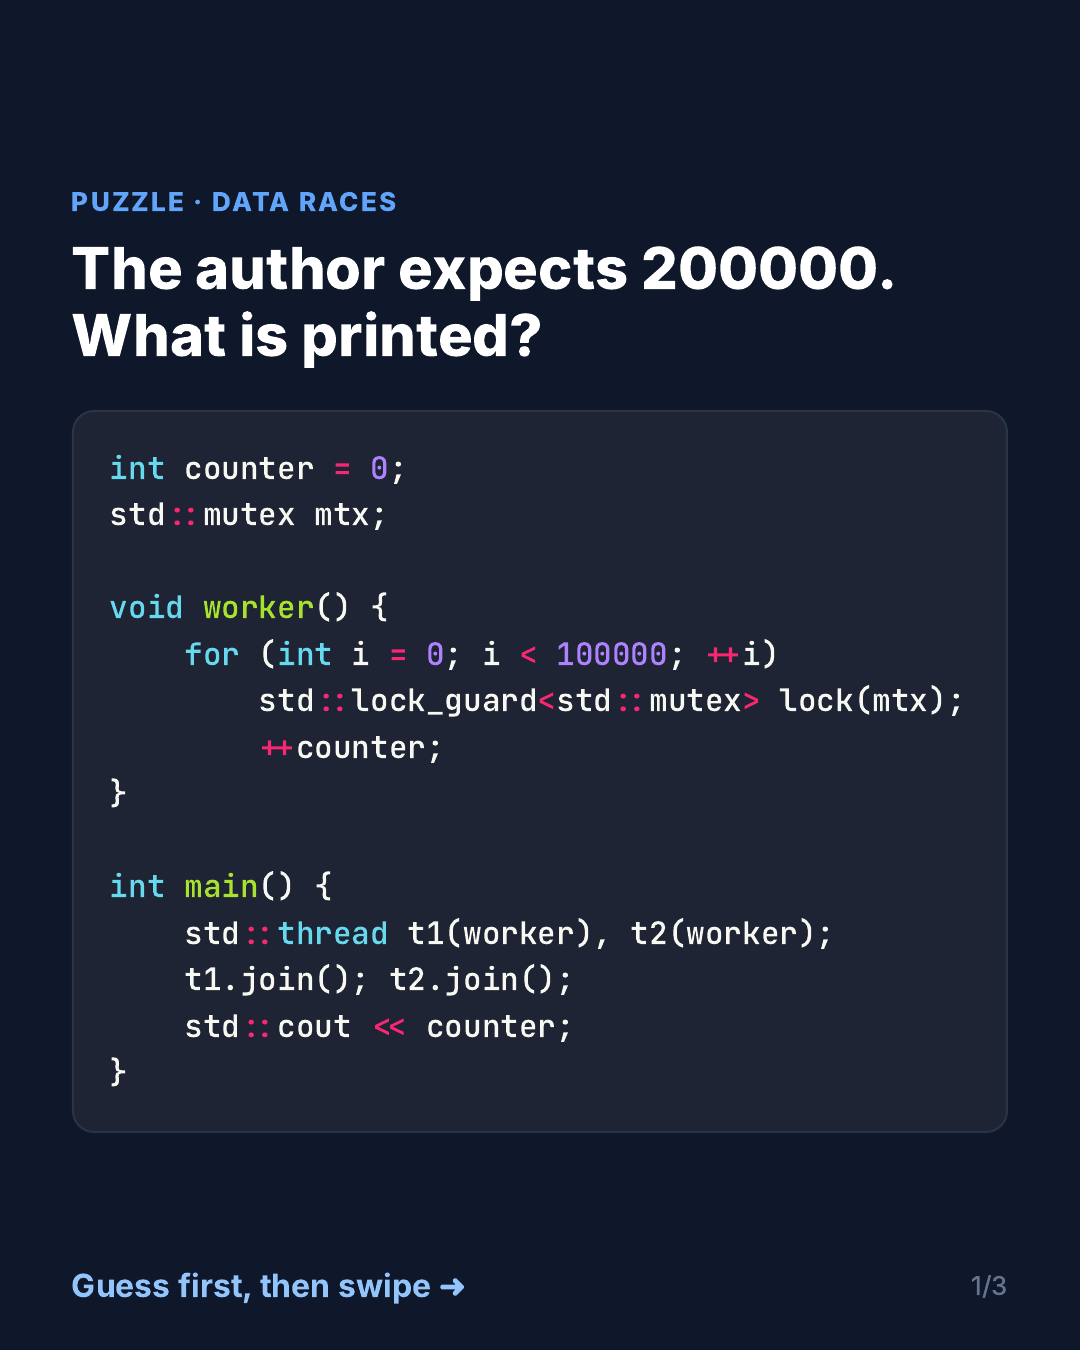 PUZZLE · DATA RACES
The author expects 200000.
What is printed?
int counter = 0;
std::mutex mtx;
void worker() {
    for (int i = 0; i < 100000; ++i)
        std::lock_guard<std::mutex> lock(mtx);
        ++counter;
}
int main() {
    std::thread t1(worker), t2(worker);
    t1.join(); t2.join();
    std::cout << counter;
}
Guess first, then swipe ➜
1/3